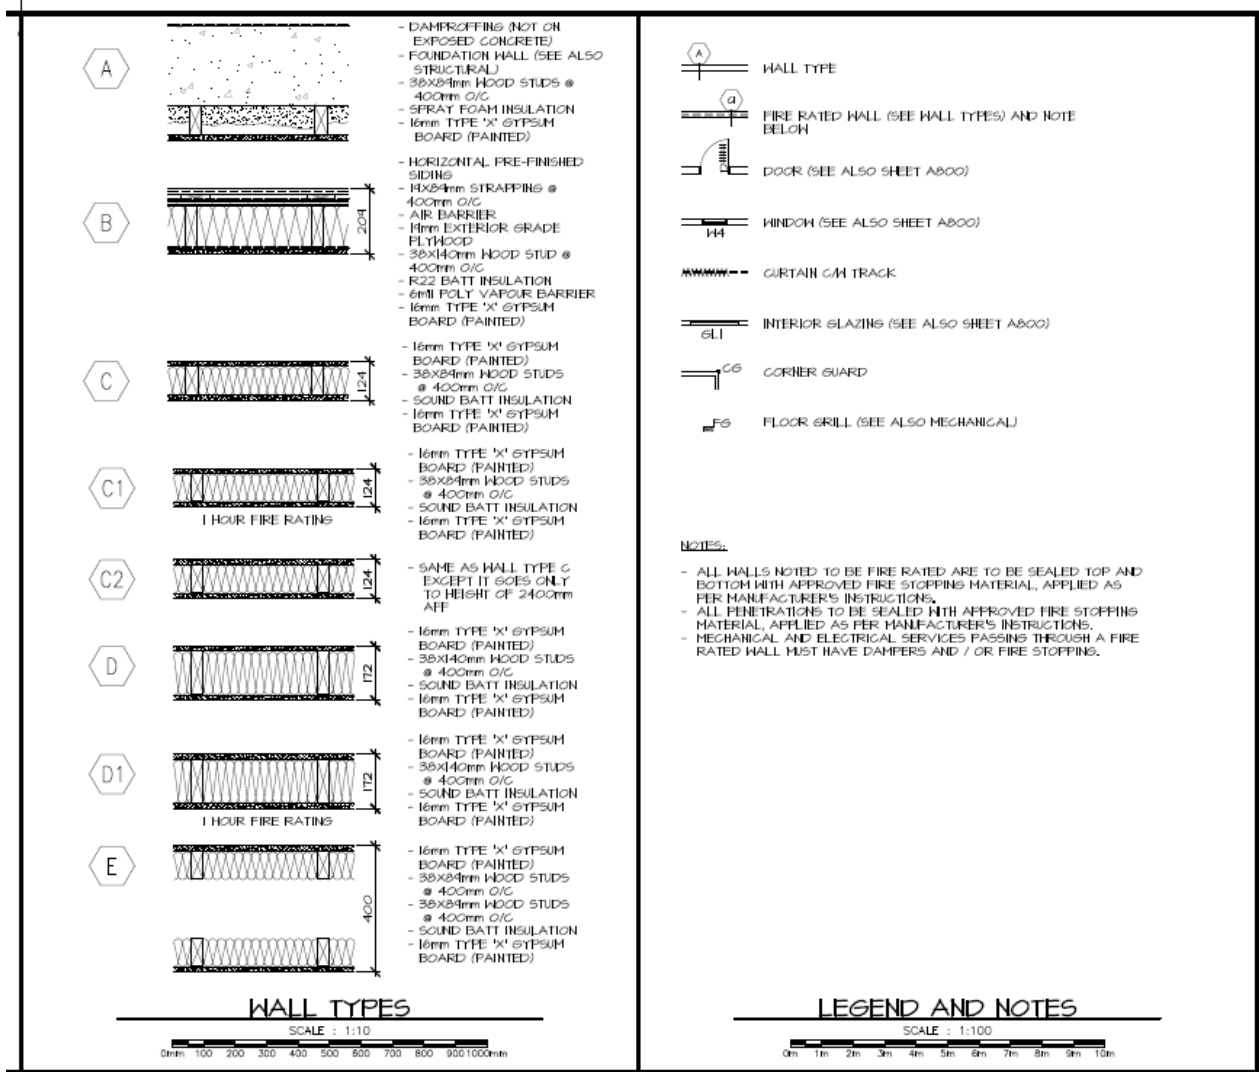 A
- DAMPROFFING (NOT ON
EXPOSED CONCRETE)
- FOUNDATION WALL (SEE ALSO
STRUCTURAL)
- 38X89mm WOOD STUDS @
400mm O/C
- SPRAY FOAM INSULATION
- 16mm TYPE 'X' GYPSUM
BOARD (PAINTED)
B
209
- HORIZONTAL PRE-FINISHED
SIDING
- 19X89mm STRAPPING @
400mm O/C
- AIR BARRIER
- 19mm EXTERIOR GRADE
PLYWOOD
- 38X140mm WOOD STUD @
400mm O/C
- R22 BATT INSULATION
- 6mil POLY VAPOUR BARRIER
- 16mm TYPE 'X' GYPSUM
BOARD (PAINTED)
C
124
- 16mm TYPE 'X' GYPSUM
BOARD (PAINTED)
- 38X89mm WOOD STUDS
@ 400mm O/C
- SOUND BATT INSULATION
- 16mm TYPE 'X' GYPSUM
BOARD (PAINTED)
C1
124
1 HOUR FIRE RATING
- 16mm TYPE 'X' GYPSUM
BOARD (PAINTED)
- 38X89mm WOOD STUDS
@ 400mm O/C
- SOUND BATT INSULATION
- 16mm TYPE 'X' GYPSUM
BOARD (PAINTED)
C2
124
- SAME AS WALL TYPE C
EXCEPT IT GOES ONLY
TO HEIGHT OF 2400mm
AFF
D
172
- 16mm TYPE 'X' GYPSUM
BOARD (PAINTED)
- 38X140mm WOOD STUDS
@ 400mm O/C
- SOUND BATT INSULATION
- 16mm TYPE 'X' GYPSUM
BOARD (PAINTED)
D1
172
1 HOUR FIRE RATING
- 16mm TYPE 'X' GYPSUM
BOARD (PAINTED)
- 38X140mm WOOD STUDS
@ 400mm O/C
- SOUND BATT INSULATION
- 16mm TYPE 'X' GYPSUM
BOARD (PAINTED)
E
400
- 16mm TYPE 'X' GYPSUM
BOARD (PAINTED)
- 38X89mm WOOD STUDS
@ 400mm O/C
- 38X89mm WOOD STUDS
@ 400mm O/C
- SOUND BATT INSULATION
- 16mm TYPE 'X' GYPSUM
BOARD (PAINTED)
WALL TYPES
SCALE : 1:10
0mm 100 200 300 400 500 600 700 800 900 1000mm
A
WALL TYPE
a
FIRE RATED WALL (SEE WALL TYPES) AND NOTE
BELOW
DOOR (SEE ALSO SHEET A800)
WINDOW (SEE ALSO SHEET A800)
W4
CURTAIN C/W TRACK
INTERIOR GLAZING (SEE ALSO SHEET A800)
GL1
CG
CORNER GUARD
FG
FLOOR GRILL (SEE ALSO MECHANICAL)
NOTES:
- ALL WALLS NOTED TO BE FIRE RATED ARE TO BE SEALED TOP AND
BOTTOM WITH APPROVED FIRE STOPPING MATERIAL, APPLIED AS
PER MANUFACTURER'S INSTRUCTIONS.
- ALL PENETRATIONS TO BE SEALED WITH APPROVED FIRE STOPPING
MATERIAL, APPLIED AS PER MANUFACTURER'S INSTRUCTIONS.
- MECHANICAL AND ELECTRICAL SERVICES PASSING THROUGH A FIRE
RATED WALL MUST HAVE DAMPERS AND / OR FIRE STOPPING.
LEGEND AND NOTES
SCALE : 1:100
0m 1m 2m 3m 4m 5m 6m 7m 8m 9m 10m